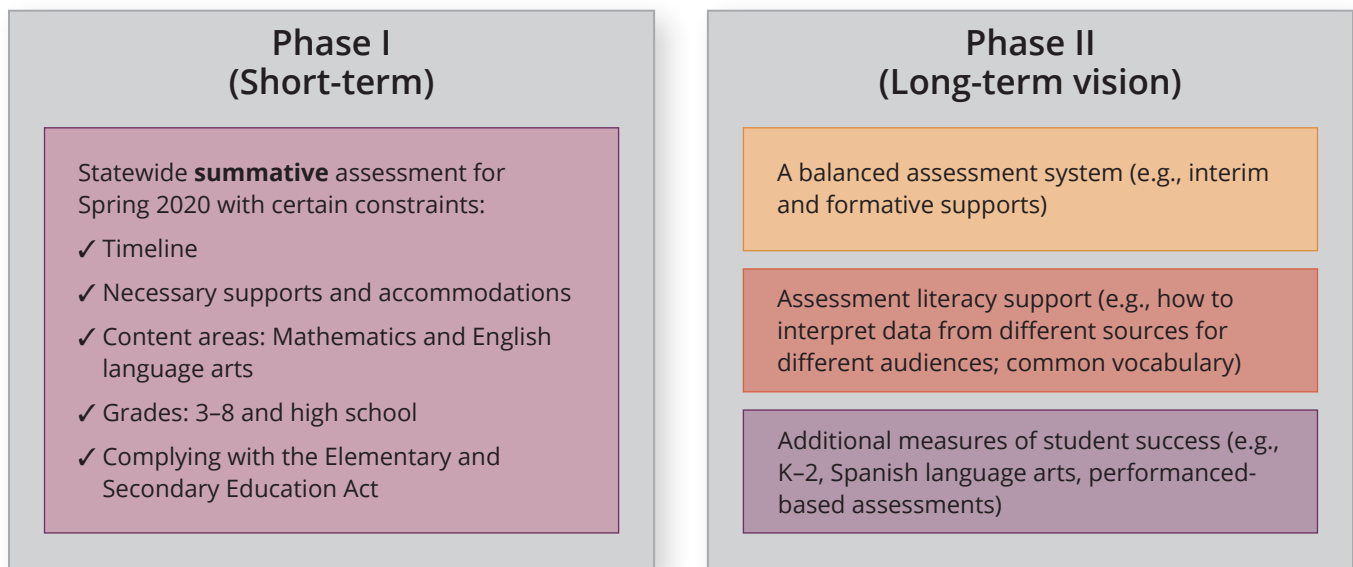 Phase I
(Short-term)
Statewide summative assessment for
Spring 2020 with certain constraints:
✓ Timeline
✓ Necessary supports and accommodations
✓ Content areas: Mathematics and English
language arts
✓ Grades: 3–8 and high school
✓ Complying with the Elementary and
Secondary Education Act
Phase II
(Long-term vision)
A balanced assessment system (e.g., interim
and formative supports)
Assessment literacy support (e.g., how to
interpret data from different sources for
different audiences; common vocabulary)
Additional measures of student success (e.g.,
K–2, Spanish language arts, performanced-
based assessments)